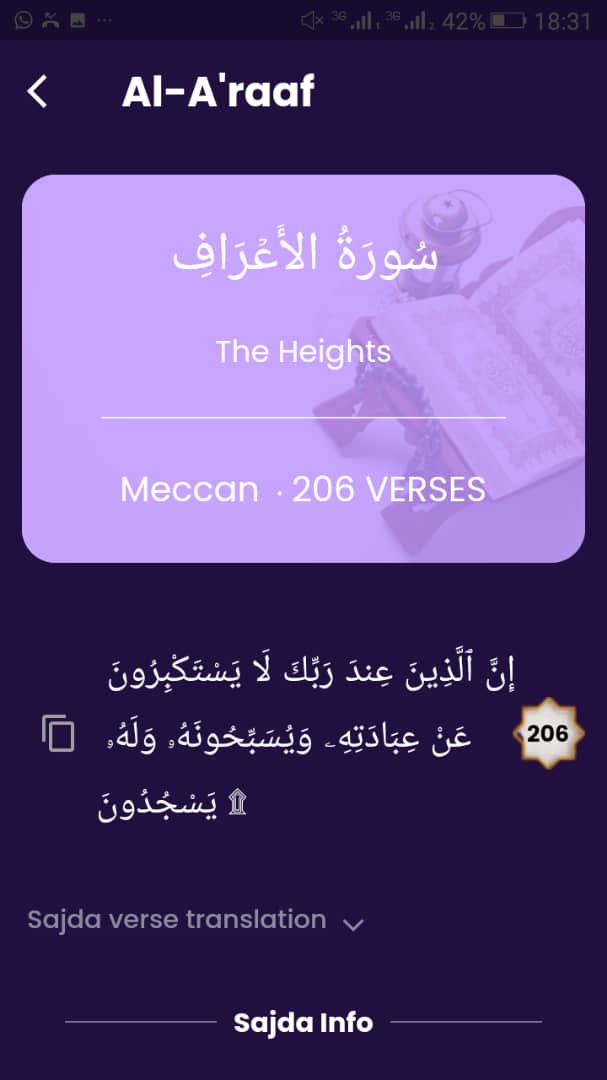 3G 3G 2 42% 18:31
Al-A'raaf
سُورَةُ الأَعۡرَافِ
The Heights
Meccan · 206 VERSES
إِنَّ ٱلَّذِينَ عِندَ رَبِّكَ لَا يَسْتَكْبِرُونَ
عَنْ عِبَادَتِهِۦ وَيُسَبِّحُونَهُۥ وَلَهُۥ
يَسْجُدُونَ ۩
206
Sajda verse translation
Sajda Info